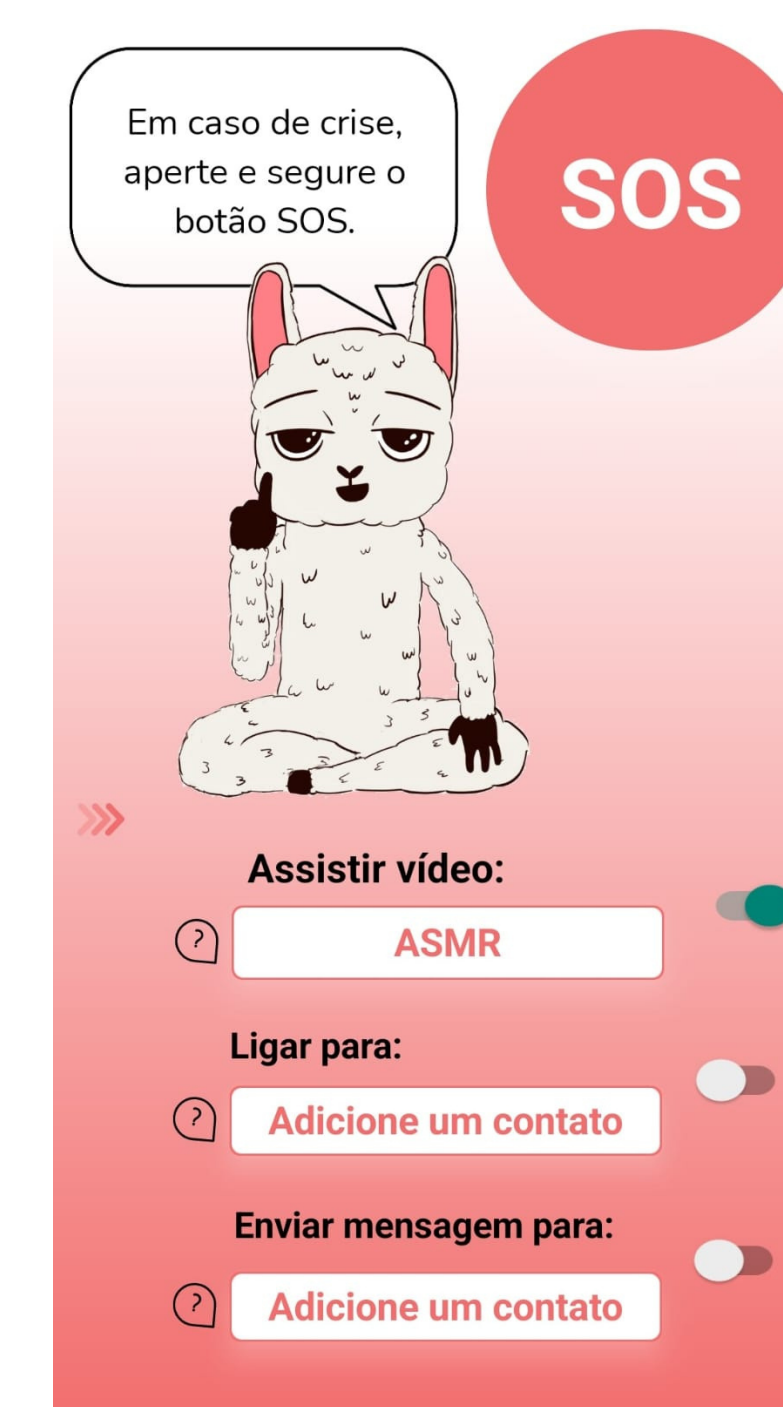 Em caso de crise,
aperte e segure o
botão SOS.
SOS
Assistir vídeo:
?
ASMR
Ligar para:
?
Adicione um contato
Enviar mensagem para:
?
Adicione um contato